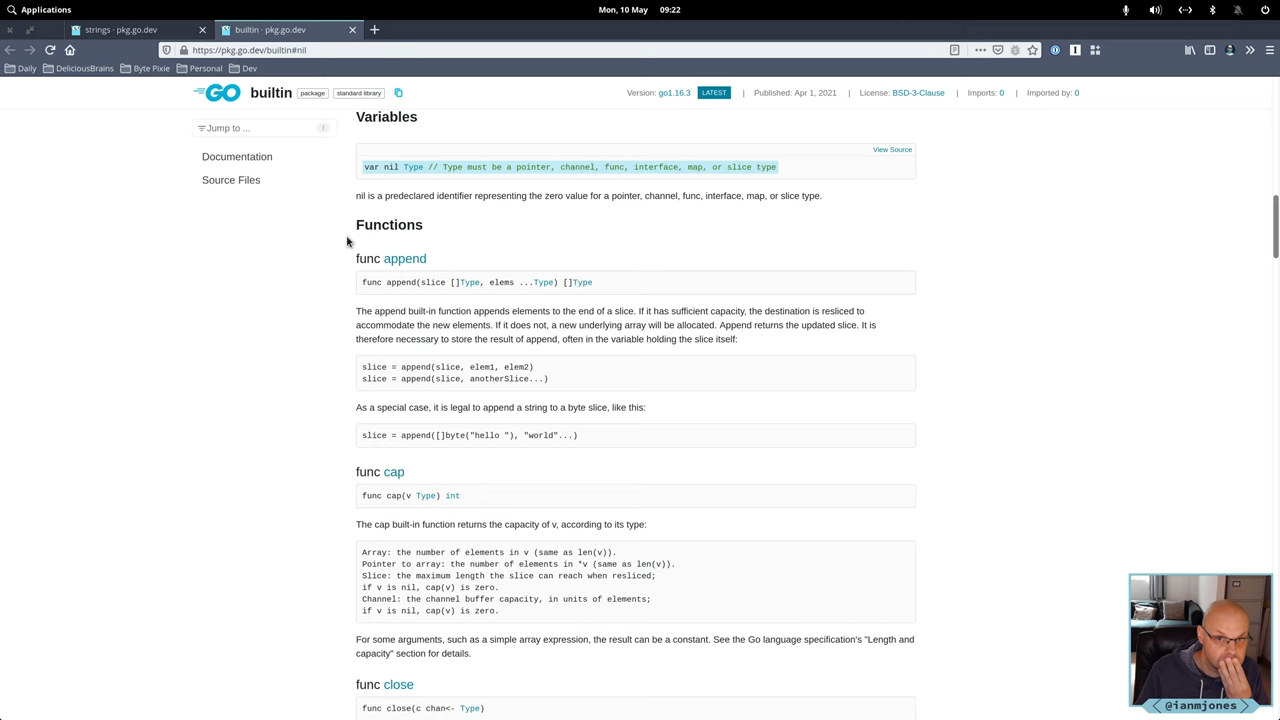 Applications
Mon, 10 May 09:22
strings · pkg.go.dev
builtin · pkg.go.dev
https://pkg.go.dev/builtin#nil
Daily
DeliciousBrains
Byte Pixie
Personal
Dev
GO
builtin
package
standard library
Version: go1.16.3
LATEST
| Published: Apr 1, 2021
| License: BSD-3-Clause
| Imports: 0
| Imported by: 0
Jump to ...
Documentation
Source Files
Variables
View Source
var nil Type // Type must be a pointer, channel, func, interface, map, or slice type
nil is a predeclared identifier representing the zero value for a pointer, channel, func, interface, map, or slice type.
Functions
func append
func append(slice []Type, elems ...Type) []Type
The append built-in function appends elements to the end of a slice. If it has sufficient capacity, the destination is resliced to
accommodate the new elements. If it does not, a new underlying array will be allocated. Append returns the updated slice. It is
therefore necessary to store the result of append, often in the variable holding the slice itself:
slice = append(slice, elem1, elem2)
slice = append(slice, anotherSlice...)
As a special case, it is legal to append a string to a byte slice, like this:
slice = append([]byte("hello "), "world"...)
func cap
func cap(v Type) int
The cap built-in function returns the capacity of v, according to its type:
Array: the number of elements in v (same as len(v)).
Pointer to array: the number of elements in *v (same as len(v)).
Slice: the maximum length the slice can reach when resliced;
if v is nil, cap(v) is zero.
Channel: the channel buffer capacity, in units of elements;
if v is nil, cap(v) is zero.
For some arguments, such as a simple array expression, the result can be a constant. See the Go language specification's "Length and
capacity" section for details.
func close
func close(c chan<- Type)
< @ianmjones >